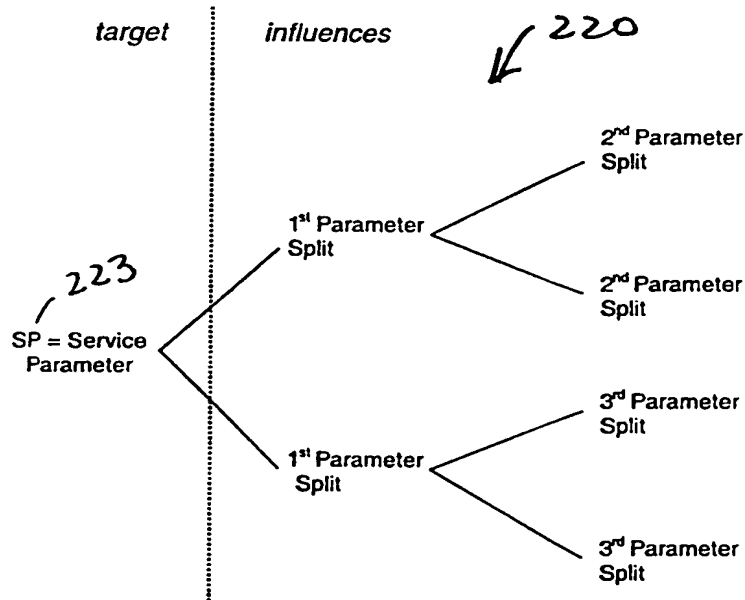 target
influences
220
2nd Parameter
Split
1st Parameter
Split
2nd Parameter
Split
223
SP = Service
Parameter
3rd Parameter
Split
1st Parameter
Split
3rd Parameter
Split